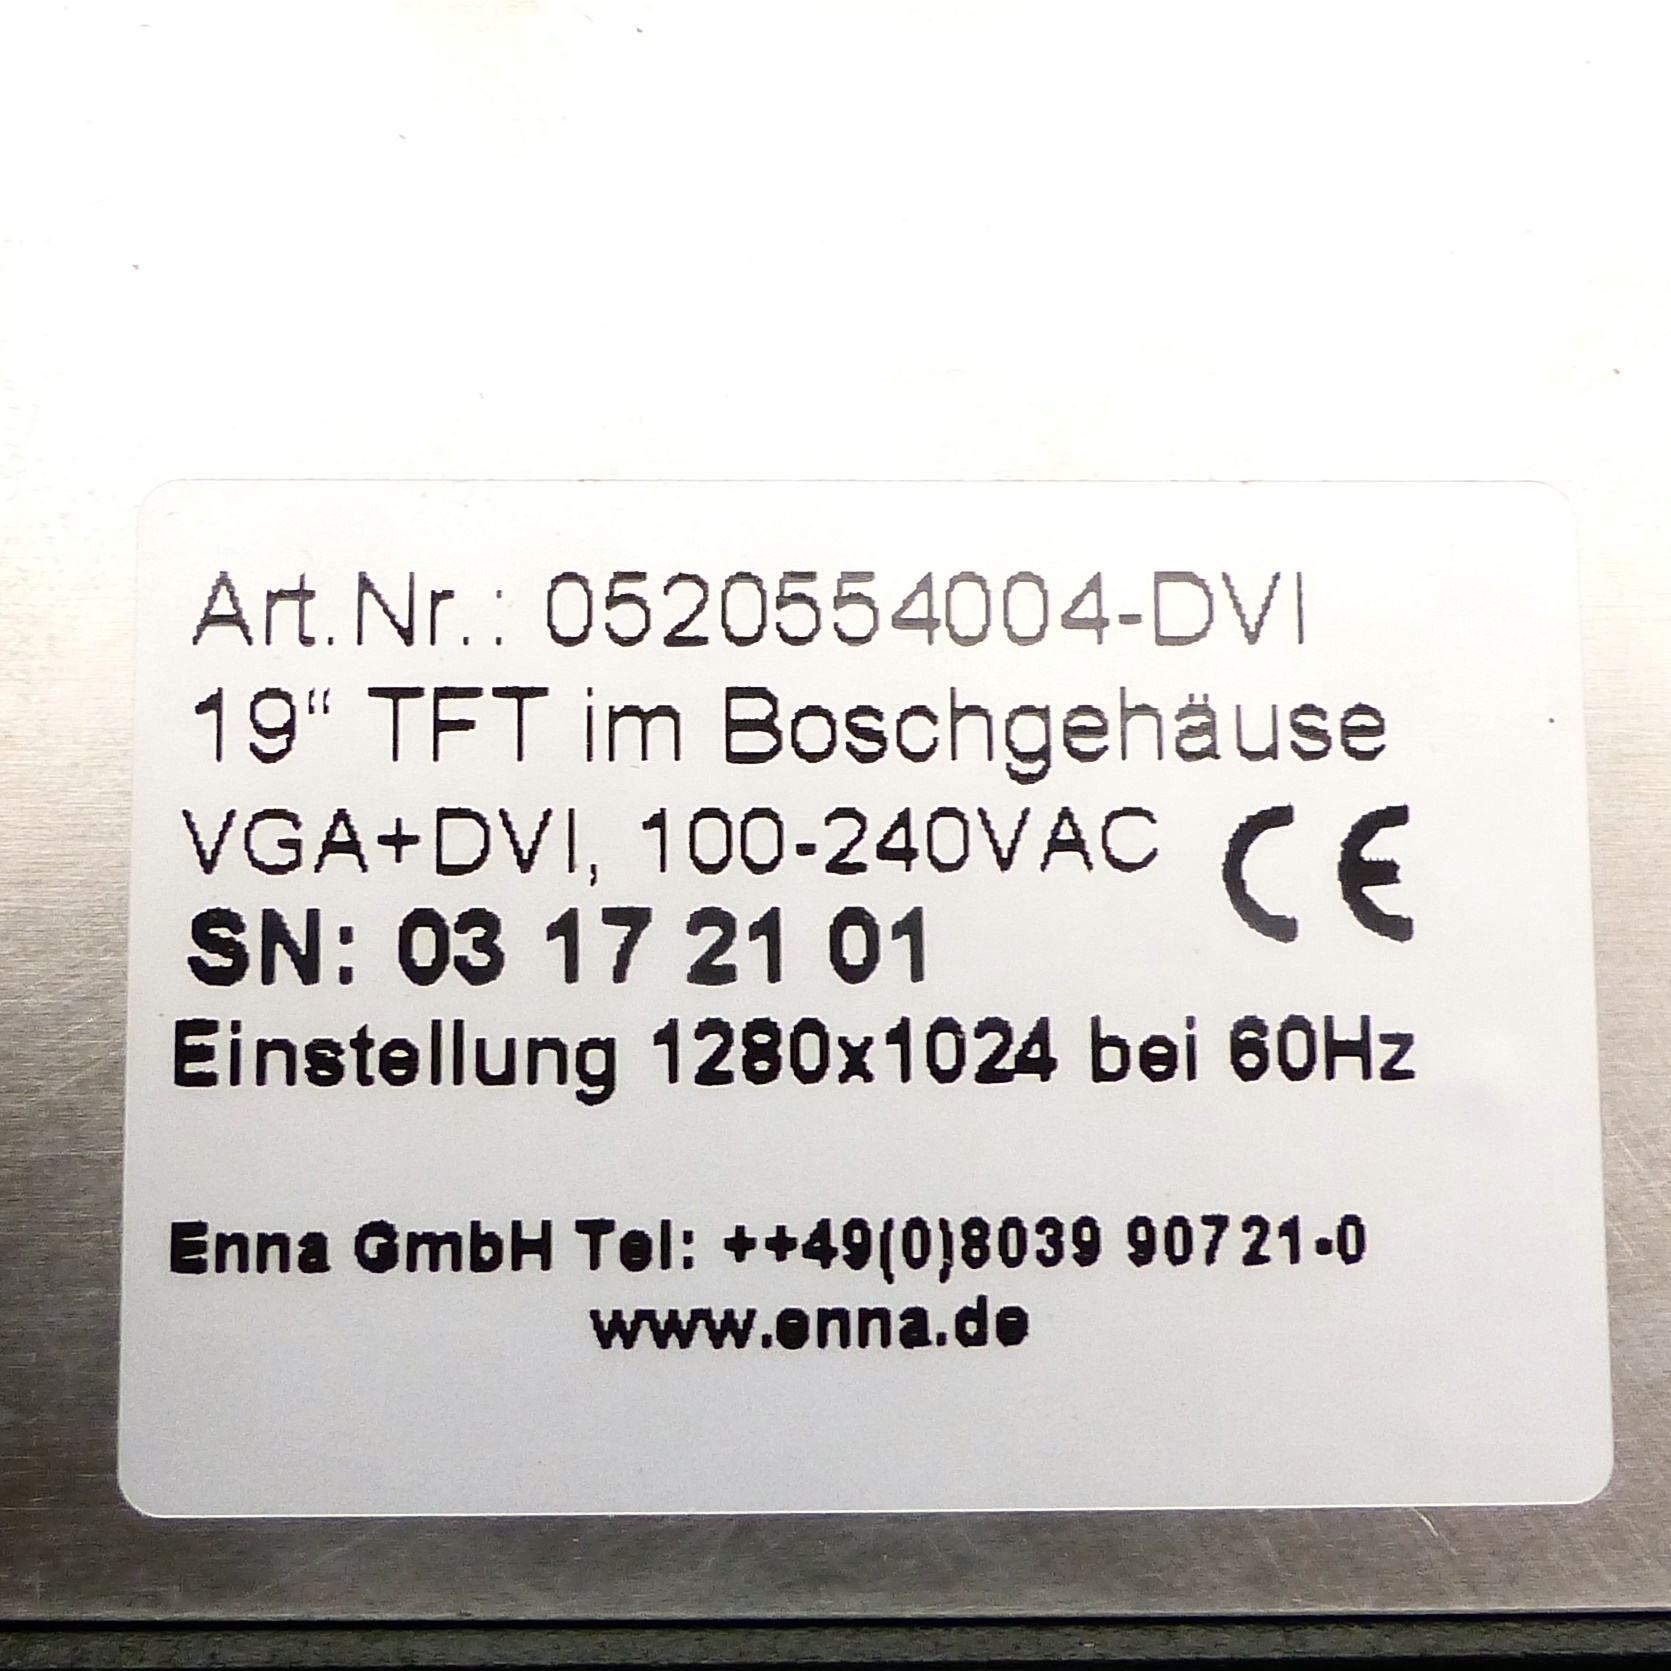 Art.Nr.: 0520554004-DVI
19“ TFT im Boschgehäuse
VGA+DVI, 100-240VAC CE
SN: 03 17 21 01
Einstellung 1280x1024 bei 60Hz
Enna GmbH Tel: ++49(0)8039 90721-0
www.enna.de